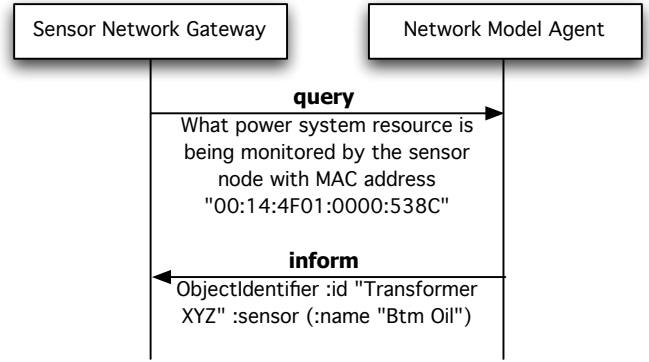 Sensor Network Gateway
Network Model Agent
query
What power system resource is
being monitored by the sensor
node with MAC address
"00:14:4F01:0000:538C"
inform
ObjectIdentifier :id "Transformer
XYZ" :sensor (:name "Btm Oil")